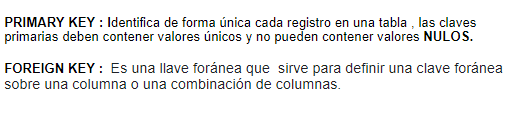 PRIMARY KEY : Identifica de forma única cada registro en una tabla , las claves
primarias deben contener valores únicos y no pueden contener valores NULOS.
FOREIGN KEY : Es una llave foránea que sirve para definir una clave foránea
sobre una columna o una combinación de columnas.